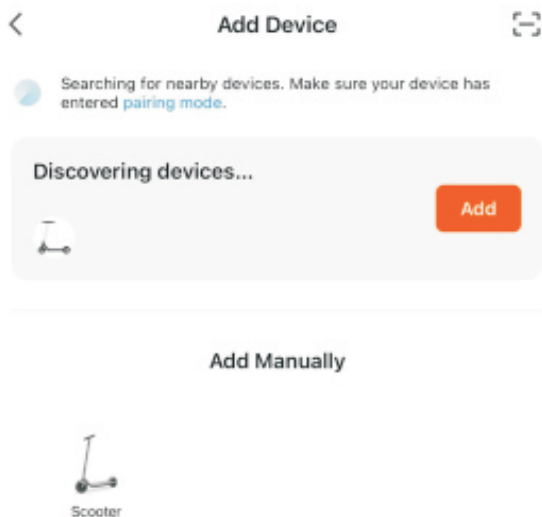 Add Device
Searching for nearby devices. Make sure your device has
entered pairing mode.
Discovering devices...
Add
Add Manually
Scooter